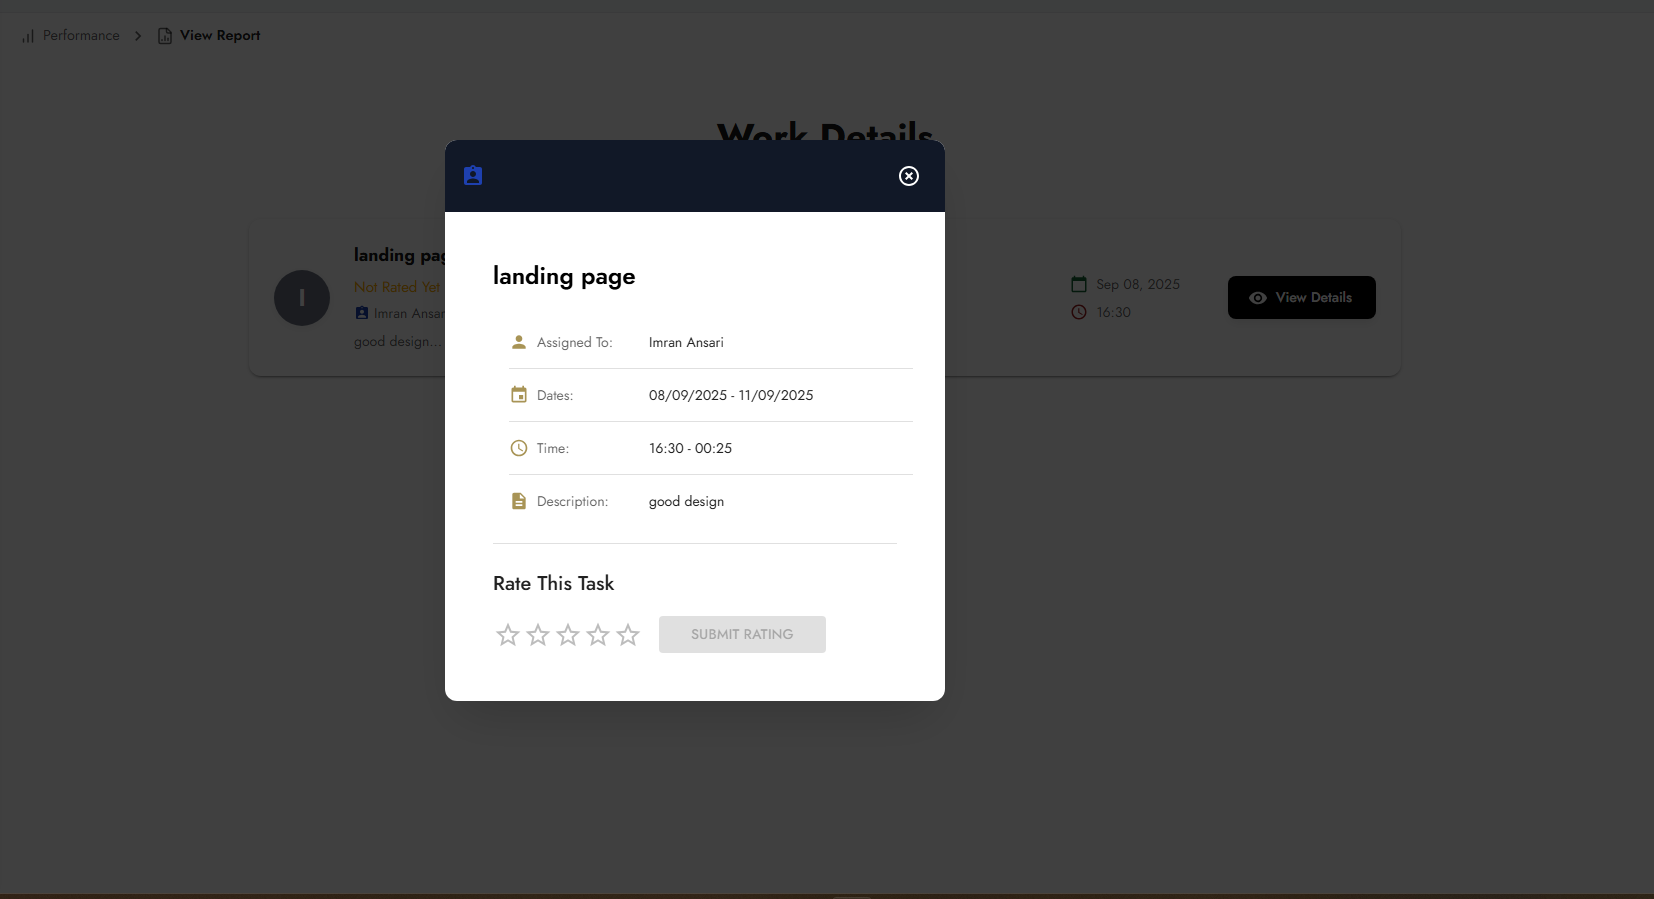 Performance > View Report
Work Details
landing pag
Not Rated Yet
Imran Ansar
good design...
I
Sep 08, 2025
16:30
View Details
landing page
Assigned To: Imran Ansari
Dates: 08/09/2025 - 11/09/2025
Time: 16:30 - 00:25
Description: good design
Rate This Task
SUBMIT RATING